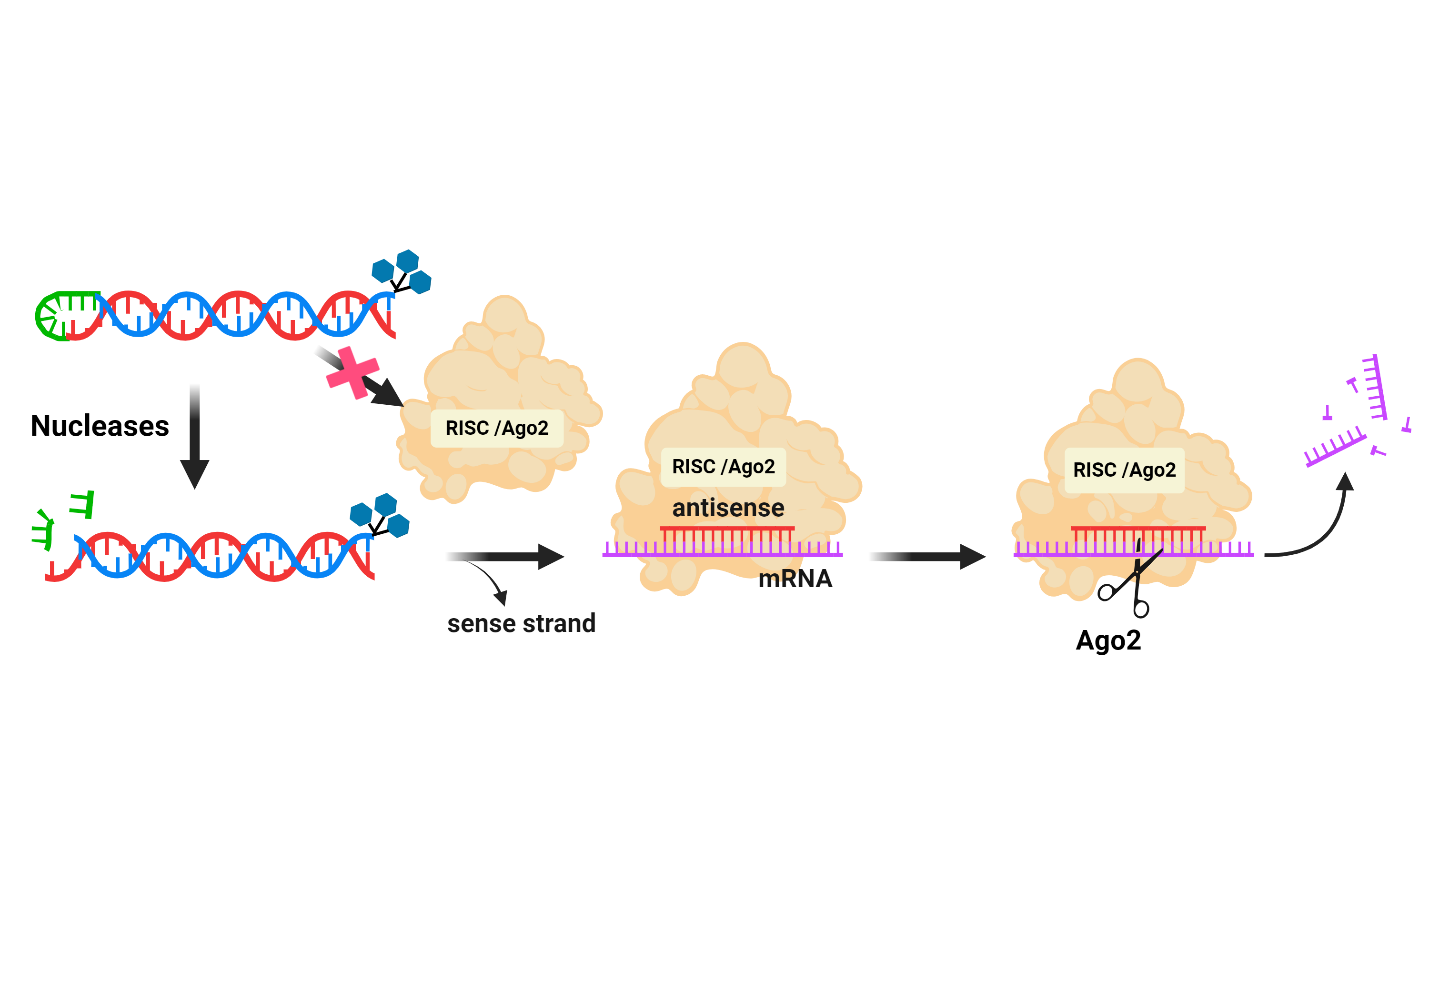 Nucleases
RISC /Ago2
sense strand
RISC /Ago2
antisense
mRNA
RISC /Ago2
Ago2